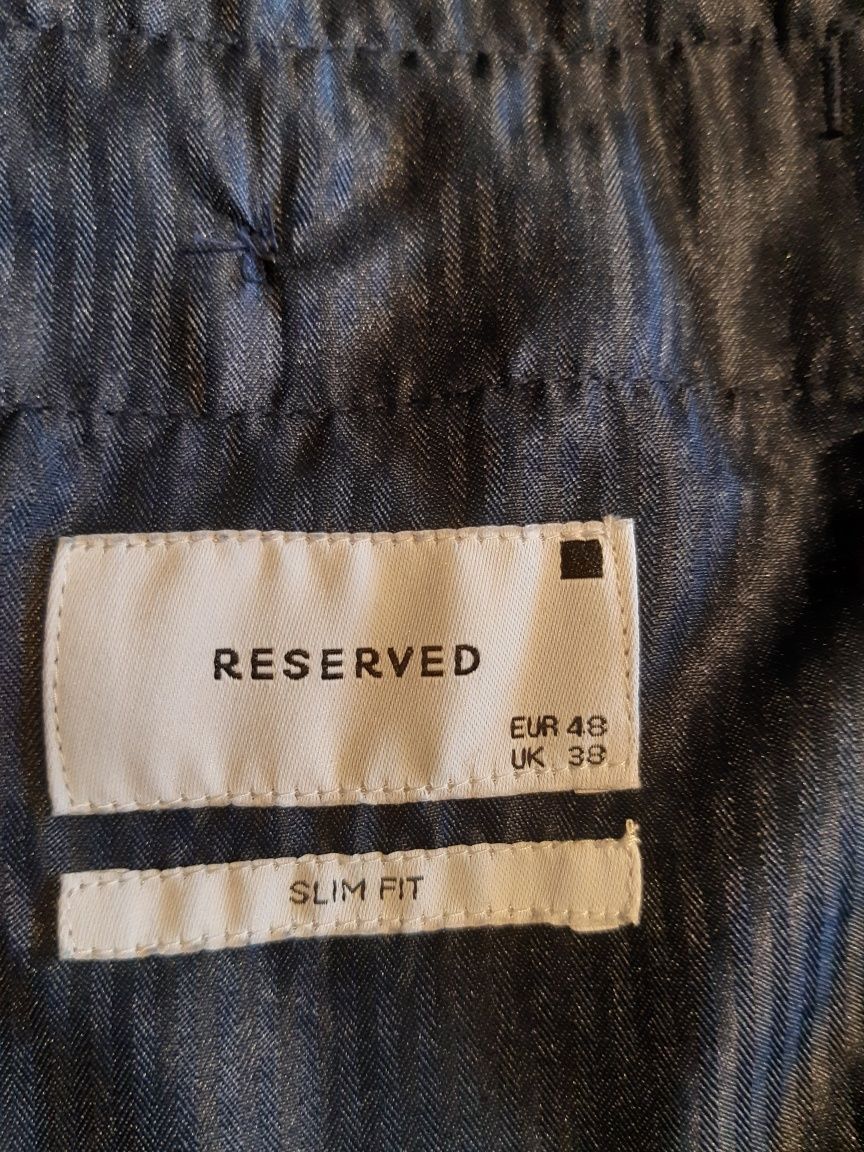 RESERVED
EUR 48
UK 38
SLIM FIT